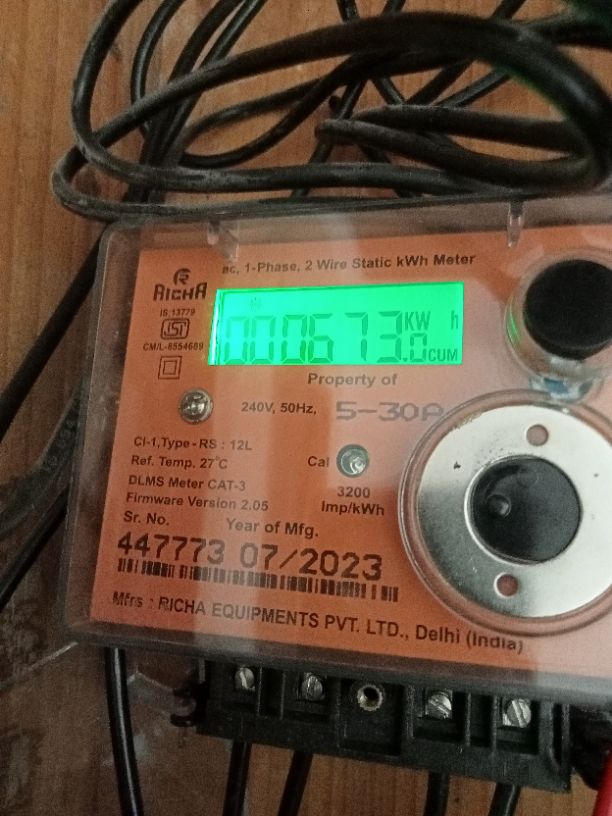 ac, 1-Phase, 2 Wire Static kWh Meter
RICHA
IS 13779
ISI
CM/L-8554689
000673.0 KW h
CUM
Property of
240V, 50Hz, 5-30A
Cl-1,Type - RS : 12L
Ref. Temp. 27°C
DLMS Meter CAT-3
Firmware Version 2.05
Cal
3200
Imp/kWh
Sr. No. Year of Mfg.
447773 07/2023
Mfrs : RICHA EQUIPMENTS PVT. LTD., Delhi (India)